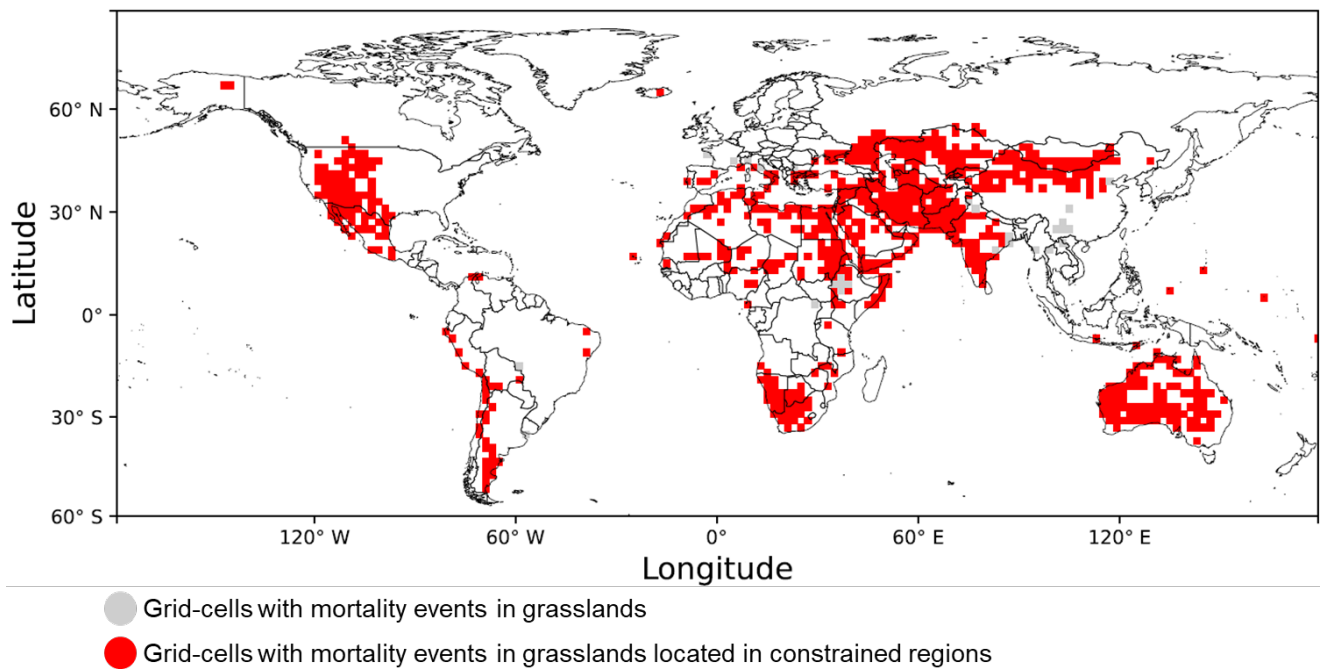 60° N
30° N
0°
30° S
60° S
Latitude
120° W 60° W 0° 60° E 120° E
Longitude
Grid-cells with mortality events in grasslands
Grid-cells with mortality events in grasslands located in constrained regions